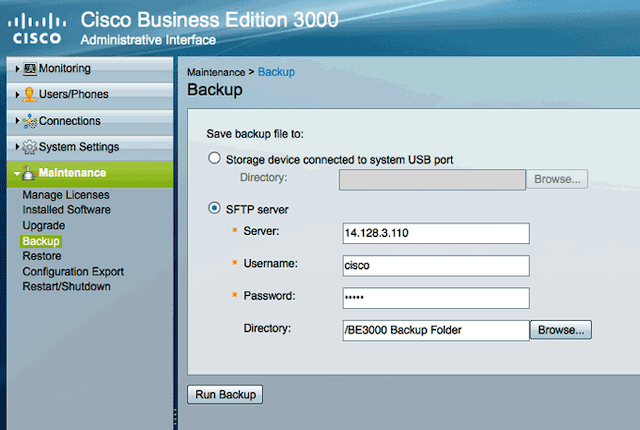 CISCO
Cisco Business Edition 3000
Administrative Interface
Monitoring
Users/Phones
Connections
System Settings
Maintenance
Manage Licenses
Installed Software
Upgrade
Backup
Restore
Configuration Export
Restart/Shutdown
Maintenance > Backup
Backup
Save backup file to:
Storage device connected to system USB port
Directory: Browse...
SFTP server
* Server: 14.128.3.110
* Username: cisco
* Password: •••••
Directory: /BE3000 Backup Folder Browse...
Run Backup